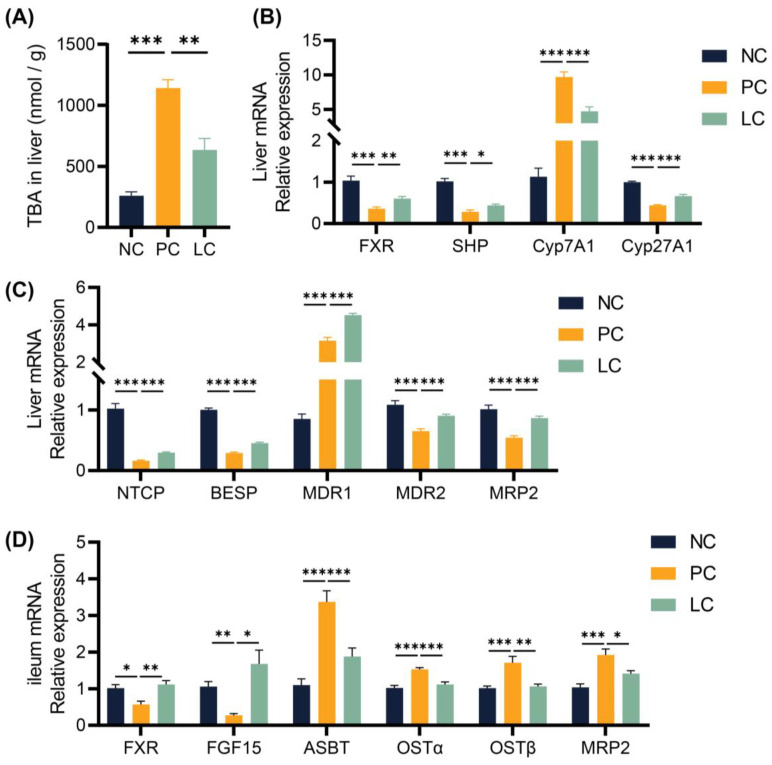 (A)
TBA in liver (nmol / g)
1500
1000
500
0
*** **
NC PC LC
(B)
Liver mRNA
Relative expression
15
10
5
2
1
0
*** ** *** * *** *** *** ***
FXR SHP Cyp7A1 Cyp27A1
NC
PC
LC
(C)
Liver mRNA
Relative expression
6
4
2
1
0
*** *** *** *** *** *** *** *** *** ***
NTCP BESP MDR1 MDR2 MRP2
NC
PC
LC
(D)
ileum mRNA
Relative expression
5
4
3
2
1
0
* ** ** * *** *** *** *** *** ** *** *
FXR FGF15 ASBT OSTα OSTβ MRP2
NC
PC
LC